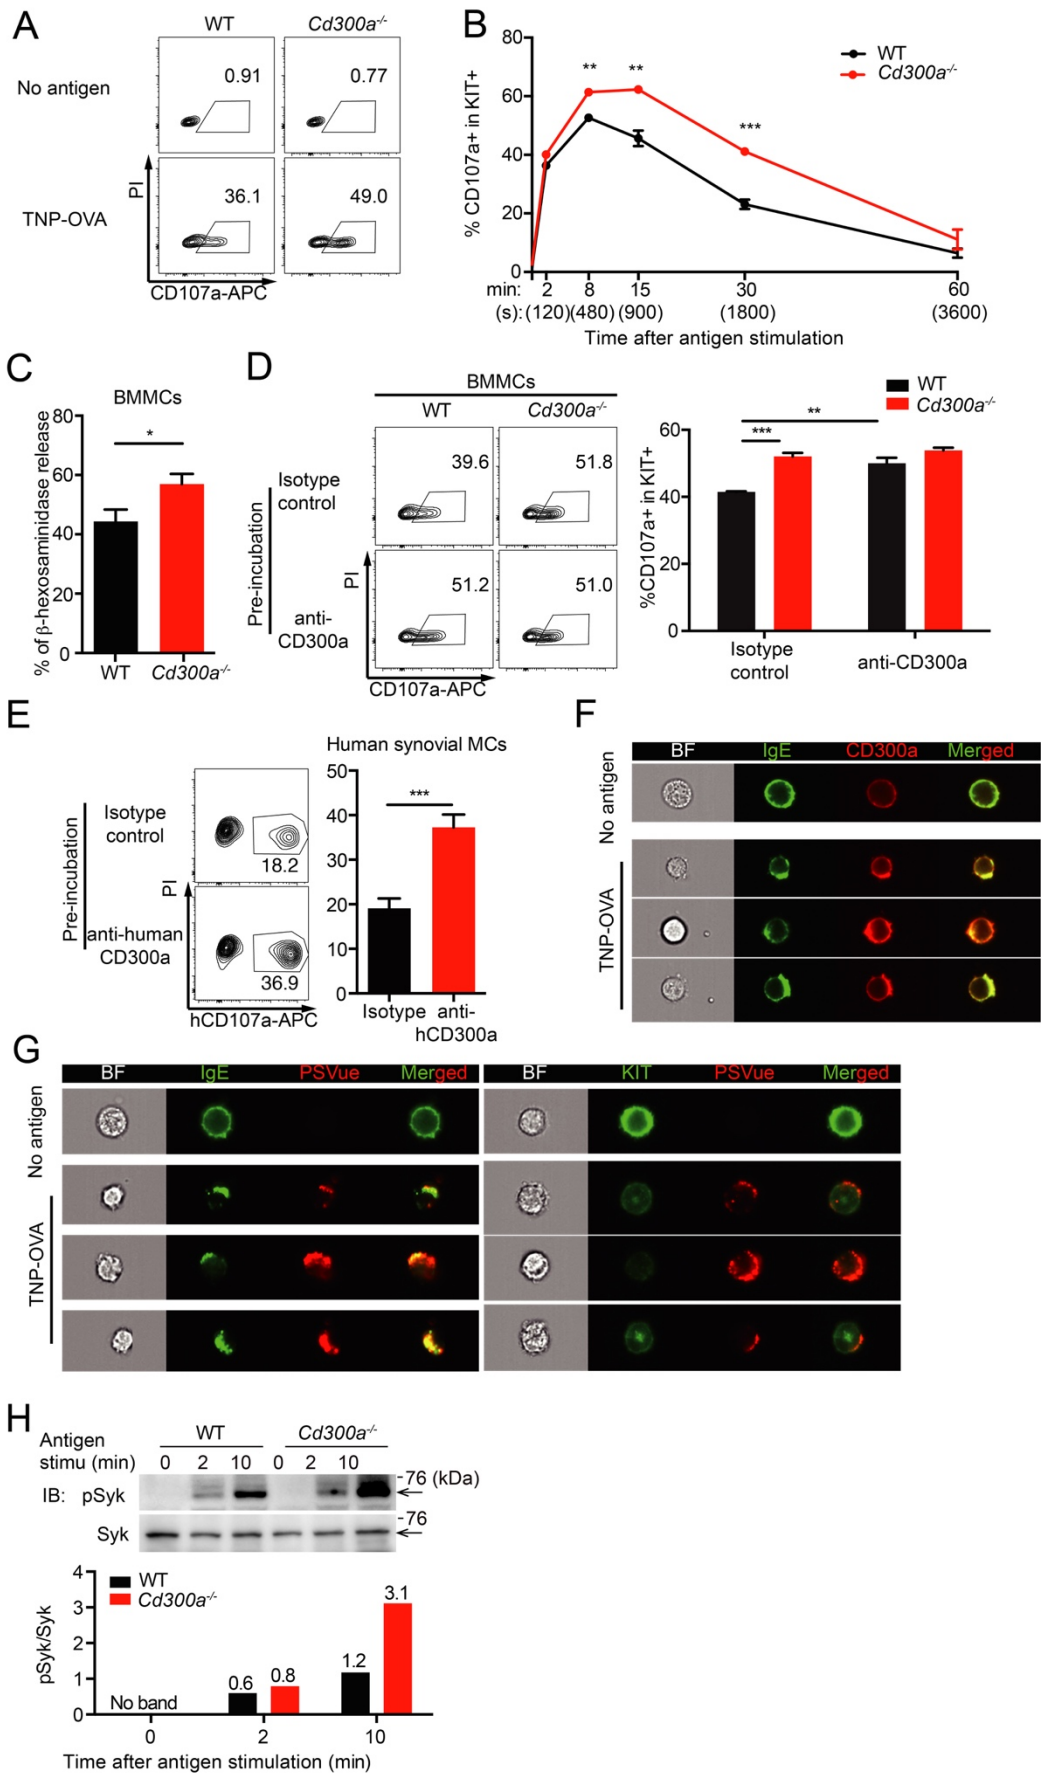 A
WT Cd300a-/-
No antigen
0.91 0.77
TNP-OVA
36.1 49.0
PI
CD107a-APC
B
% CD107a+ in KIT+
80
60
40
20
0
** ** ***
WT
Cd300a-/-
min: 2 8 15 30 60
(s): (120) (480) (900) (1800) (3600)
Time after antigen stimulation
C
BMMCs
% of β-hexosaminidase release
80
60
40
20
0
*
WT Cd300a-/-
D
BMMCs
WT Cd300a-/-
Pre-incubation
Isotype
control
39.6 51.8
anti-
CD300a
51.2 51.0
PI
CD107a-APC
WT
Cd300a-/-
%CD107a+ in KIT+
60
40
20
0
**
***
Isotype
control
anti-CD300a
E
Human synovial MCs
Pre-incubation
Isotype
control
18.2
anti-human
CD300a
36.9
PI
hCD107a-APC
50
40
30
20
10
0
***
Isotype anti-
hCD300a
F
BF IgE CD300a Merged
No antigen
TNP-OVA
G
BF IgE PSVue Merged
BF KIT PSVue Merged
No antigen
TNP-OVA
H
Antigen
stimu (min)
WT Cd300a-/-
0 2 10 0 2 10
-76 (kDa)
IB: pSyk
-76
Syk
pSyk/Syk
4
3
2
1
0
WT
Cd300a-/-
No band
0.6 0.8
1.2 3.1
0 2 10
Time after antigen stimulation (min)